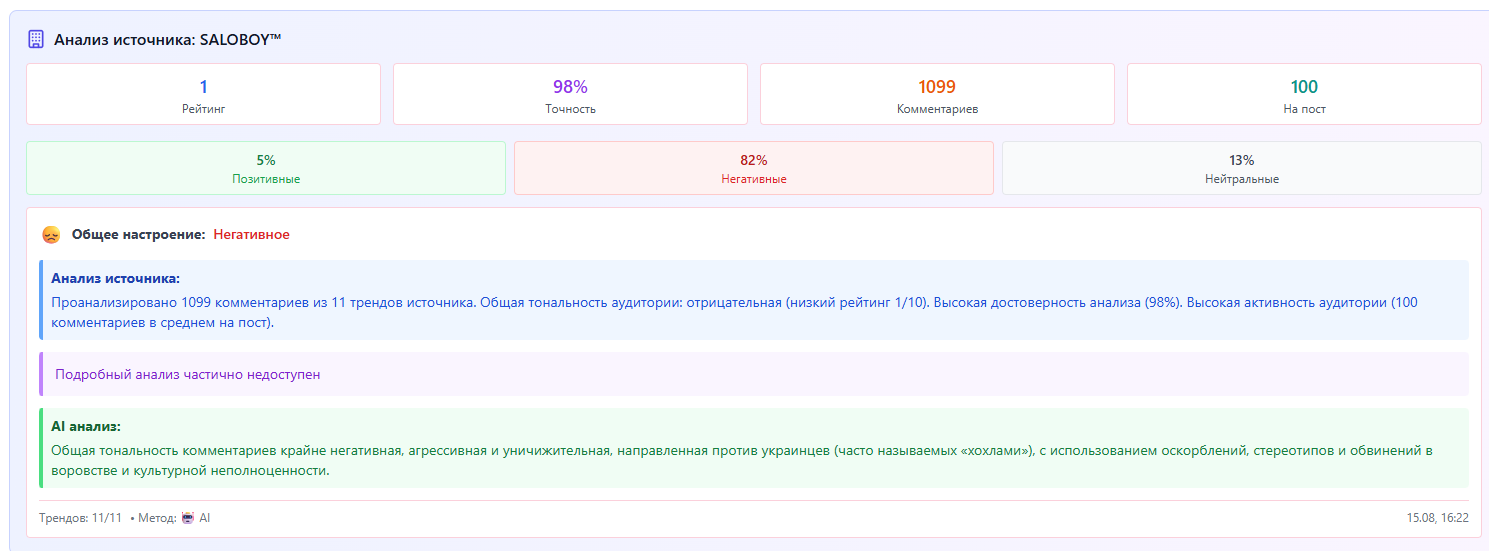 Анализ источника: SALOBOY™
1
Рейтинг
98%
Точность
1099
Комментариев
100
На пост
5%
Позитивные
82%
Негативные
13%
Нейтральные
Общее настроение: Негативное
Анализ источника:
Проанализировано 1099 комментариев из 11 трендов источника. Общая тональность аудитории: отрицательная (низкий рейтинг 1/10). Высокая достоверность анализа (98%). Высокая активность аудитории (100
комментариев в среднем на пост).
Подробный анализ частично недоступен
AI анализ:
Общая тональность комментариев крайне негативная, агрессивная и уничижительная, направленная против украинцев (часто называемых «хохлами»), с использованием оскорблений, стереотипов и обвинений в
воровстве и культурной неполноценности.
Трендов: 11/11 • Метод: AI
15.08, 16:22